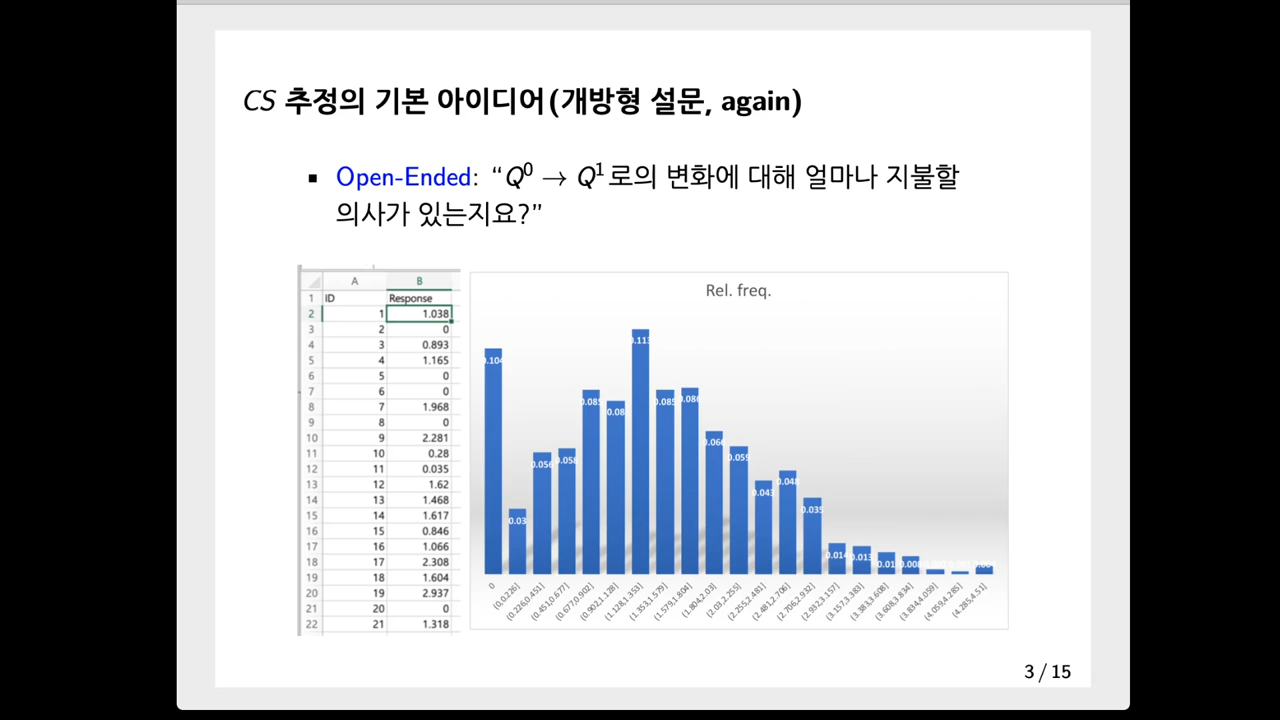 CS 추정의 기본 아이디어(개방형 설문, again)
▪ Open-Ended: “Q⁰ → Q¹로의 변화에 대해 얼마나 지불할
의사가 있는지요?”
A B
1 ID Response
2 1 1.038
3 2 0
4 3 0.893
5 4 1.165
6 5 0
7 6 0
8 7 1.968
9 8 0
10 9 2.281
11 10 0.28
12 11 0.035
13 12 1.62
14 13 1.468
15 14 1.617
16 15 0.846
17 16 1.066
18 17 2.308
19 18 1.604
20 19 2.937
21 20 0
22 21 1.318
Rel. freq.
0.104 0.03 0.056 0.058 0.085 0.08 0.113 0.085 0.086 0.066 0.059 0.043 0.048 0.035 0.014 0.013 0.01 0.008
0 (0,0.226] (0.226,0.451] (0.451,0.677] (0.677,0.902] (0.902,1.128] (1.128,1.353] (1.353,1.579] (1.579,1.804] (1.804,2.03] (2.03,2.255] (2.255,2.481] (2.481,2.706] (2.706,2.932] (2.932,3.157] (3.157,3.383] (3.383,3.608] (3.608,3.834] (3.834,4.059] (4.059,4.285] (4.285,4.51]
3 / 15